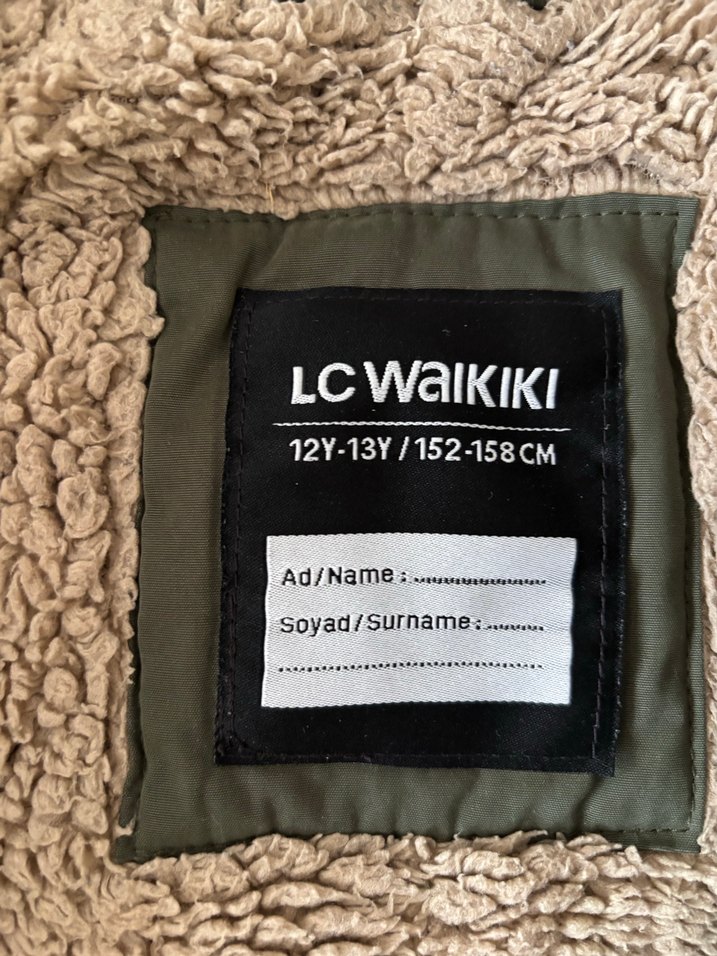 LC WAIKIKI
12Y-13Y / 152-158 CM
Ad/Name :
Soyad/Surname :